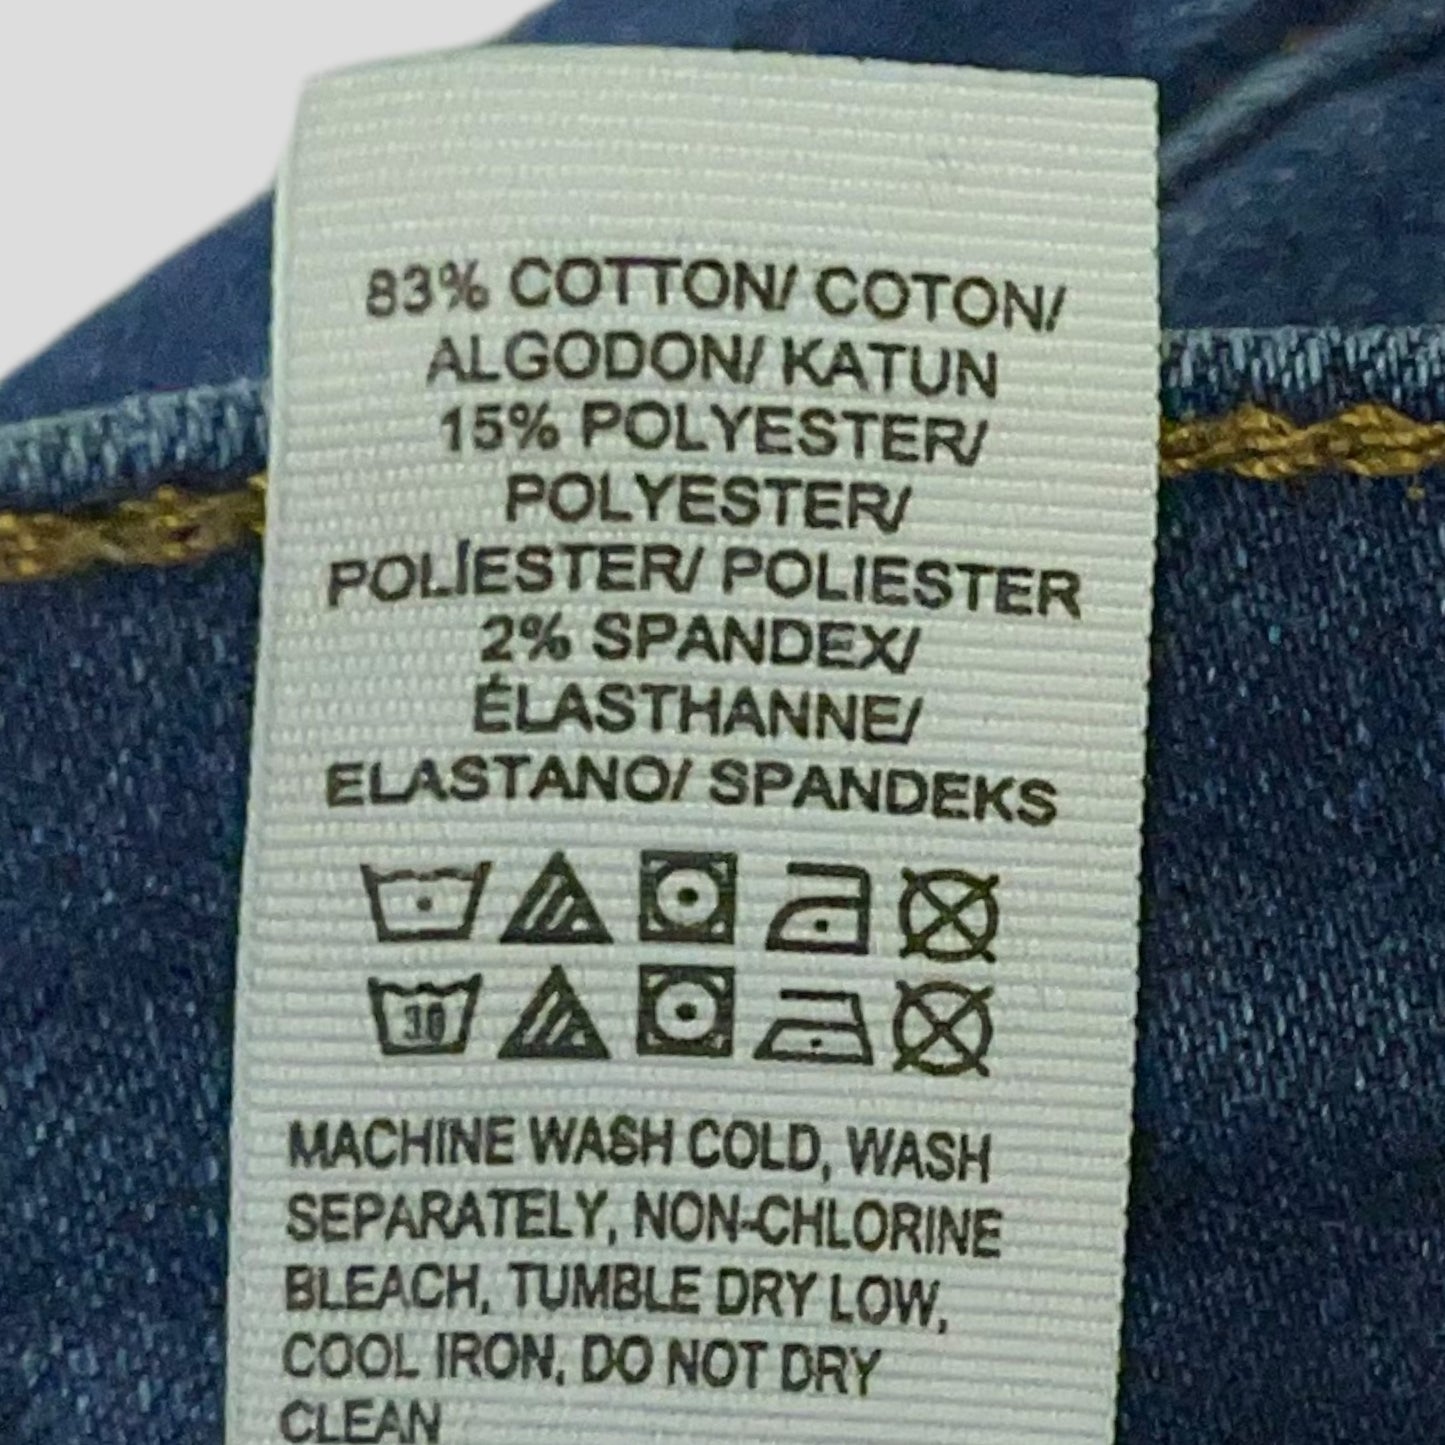 83% COTTON/ COTON/
ALGODON/ KATUN
15% POLYESTER/
POLYESTER/
POLÍESTER/ POLIESTER
2% SPANDEX/
ÉLASTHANNE/
ELASTANO/ SPANDEKS
30
MACHINE WASH COLD, WASH
SEPARATELY, NON-CHLORINE
BLEACH, TUMBLE DRY LOW,
COOL IRON, DO NOT DRY
CLEAN